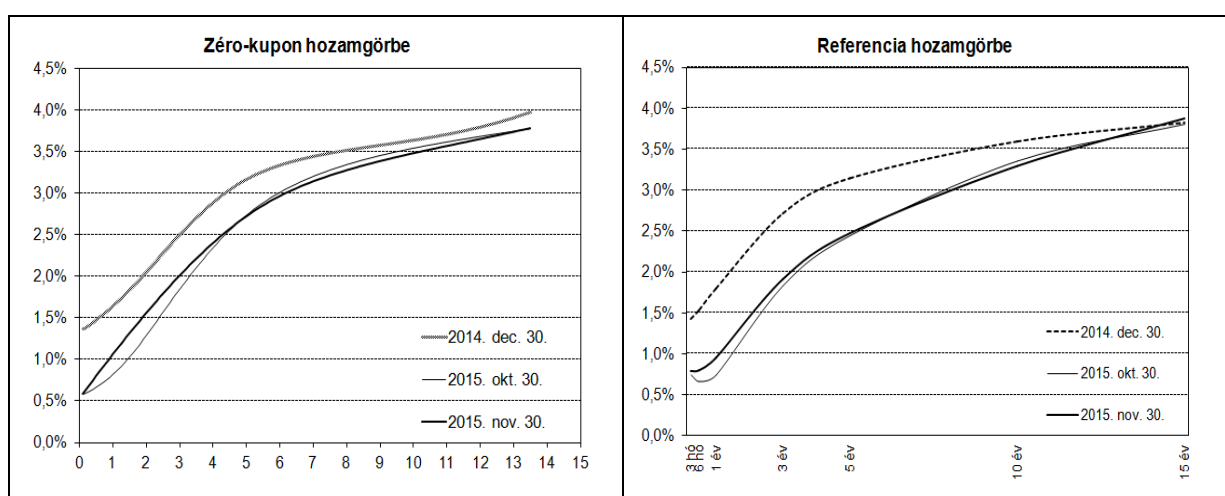 Zéro-kupon hozamgörbe
4,5%
4,0%
3,5%
3,0%
2,5%
2,0%
1,5%
1,0%
0,5%
0,0%
0 1 2 3 4 5 6 7 8 9 10 11 12 13 14 15
2014. dec. 30.
2015. okt. 30.
2015. nov. 30.
Referencia hozamgörbe
4,5%
4,0%
3,5%
3,0%
2,5%
2,0%
1,5%
1,0%
0,5%
0,0%
3 hó
6 hó
1 év
3 év
5 év
10 év
15 év
2014. dec. 30.
2015. okt. 30.
2015. nov. 30.